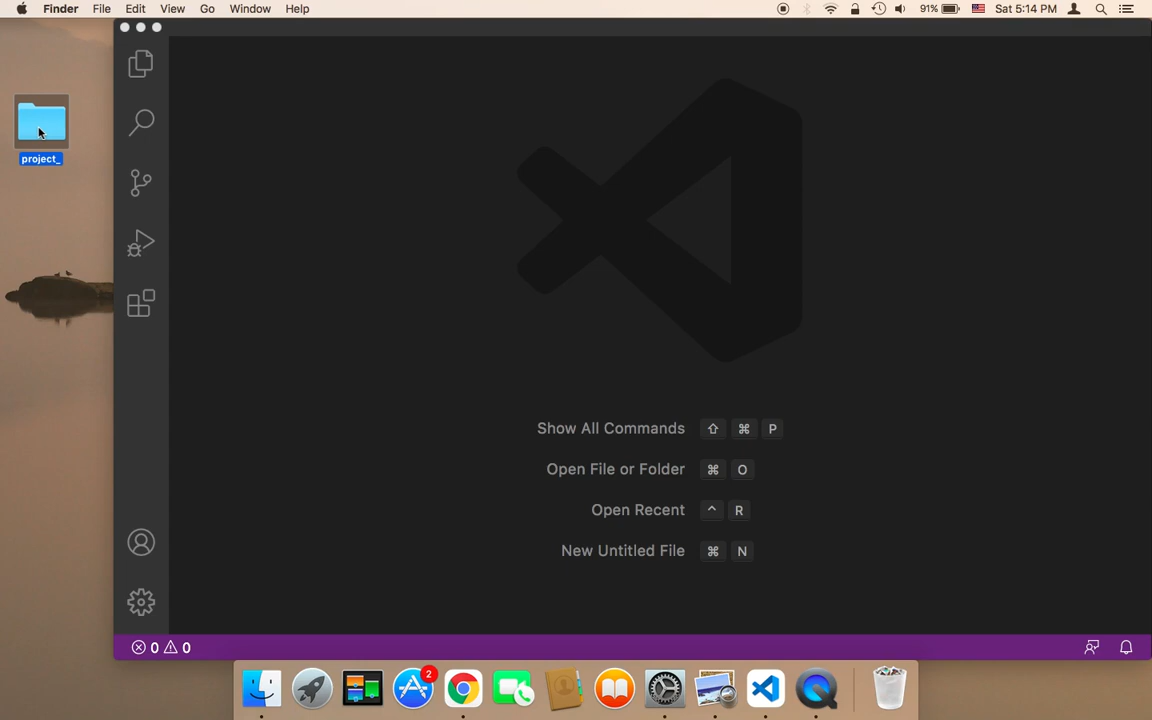 Finder File Edit View Go Window Help 91% Sat 5:14 PM
project_
Show All Commands ⇧ ⌘ P
Open File or Folder ⌘ O
Open Recent ^ R
New Untitled File ⌘ N
0 0
2